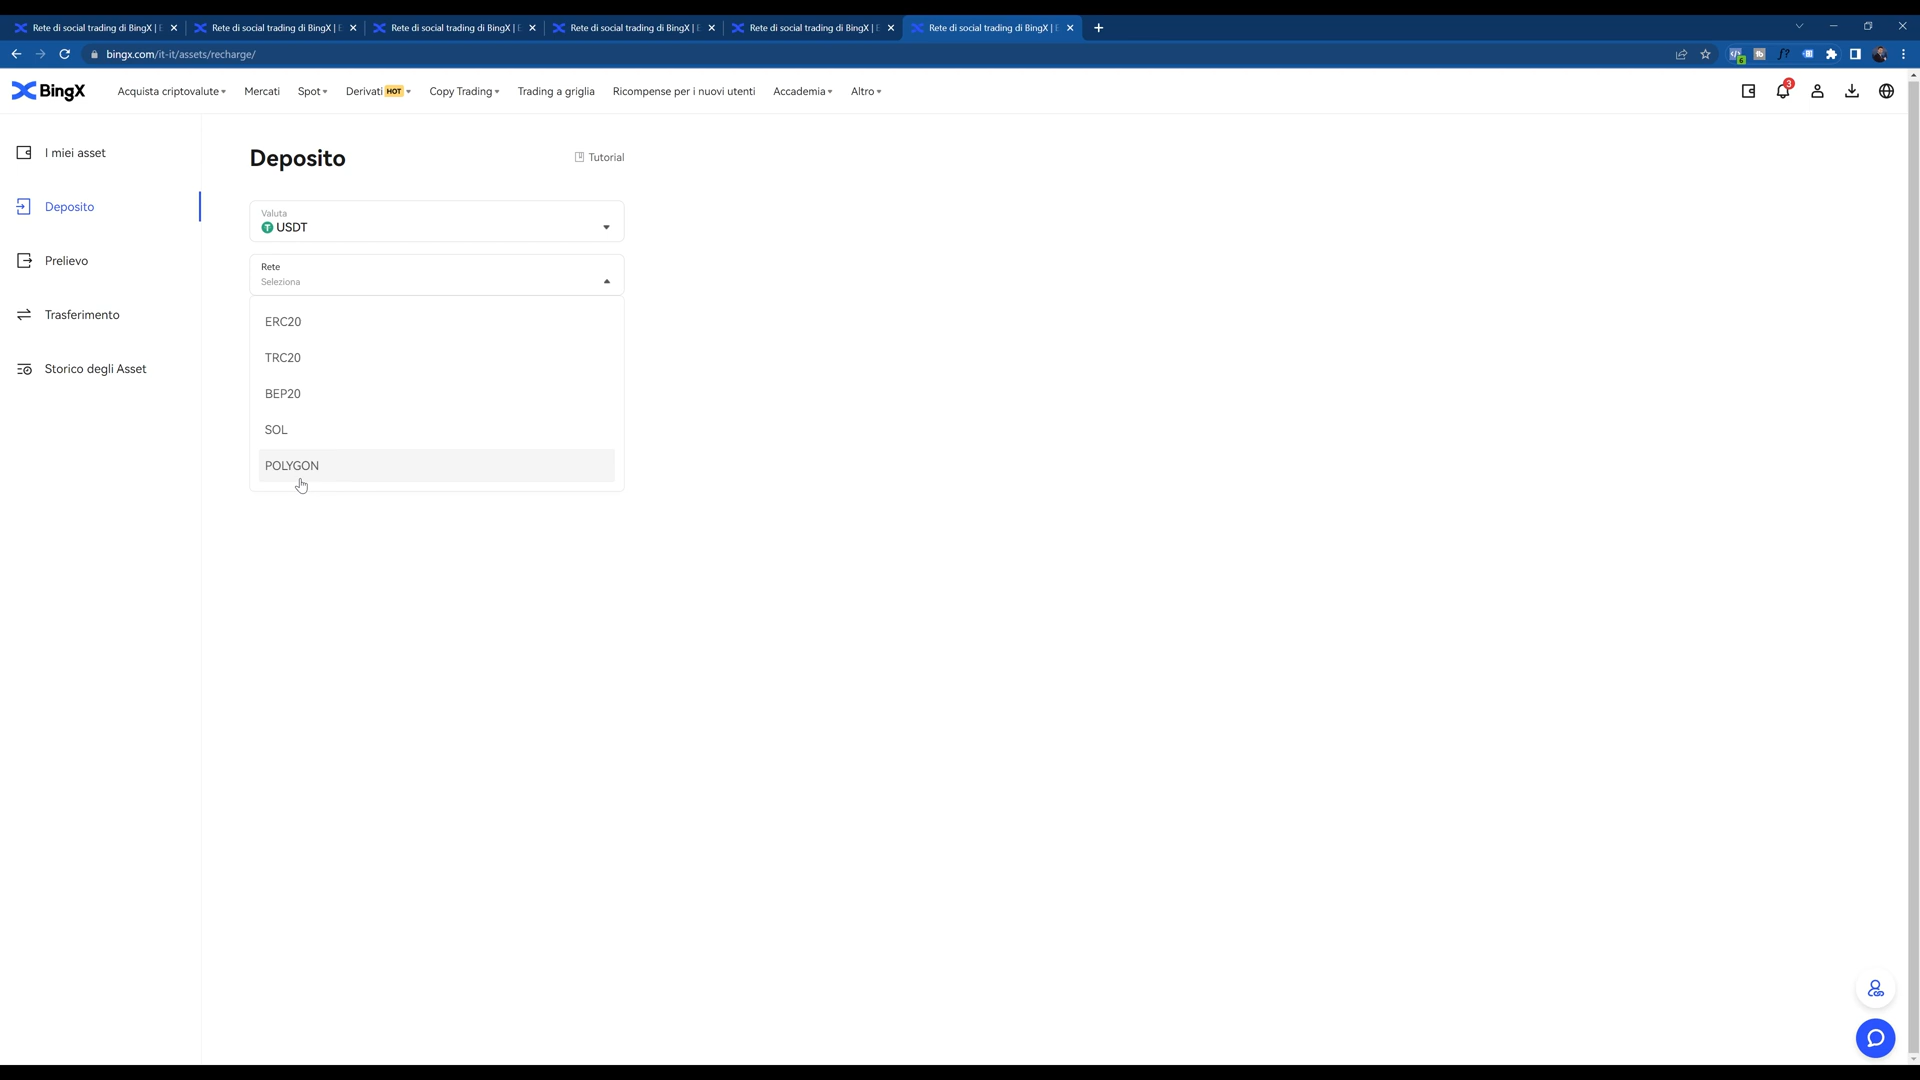 Rete di social trading di BingX | E
Rete di social trading di BingX | E
Rete di social trading di BingX | E
Rete di social trading di BingX | E
Rete di social trading di BingX | E
Rete di social trading di BingX | E
bingx.com/it-it/assets/recharge/
6
f?
BingX
Acquista criptovalute
Mercati
Spot
Derivati HOT
Copy Trading
Trading a griglia
Ricompense per i nuovi utenti
Accademia
Altro
3
I miei asset
Deposito
Prelievo
Trasferimento
Storico degli Asset
Deposito
Tutorial
Valuta
USDT
Rete
Seleziona
ERC20
TRC20
BEP20
SOL
POLYGON